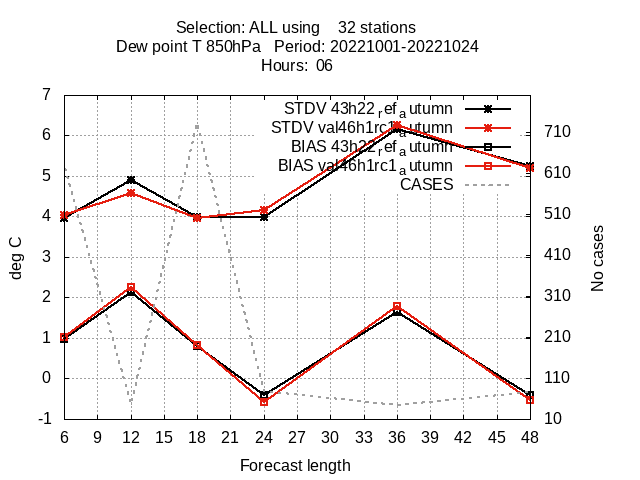 Selection: ALL using    32 stations
Dew point T 850hPa   Period: 20221001-20221024
Hours:  06
STDV 43h22_ref_autumn
STDV val46h1rc1_autumn
BIAS 43h22_ref_autumn
BIAS val46h1rc1_autumn
CASES
7
6
5
4
3
2
1
0
-1
deg C
710
610
510
410
310
210
110
10
No cases
6 9 12 15 18 21 24 27 30 33 36 39 42 45 48
Forecast length